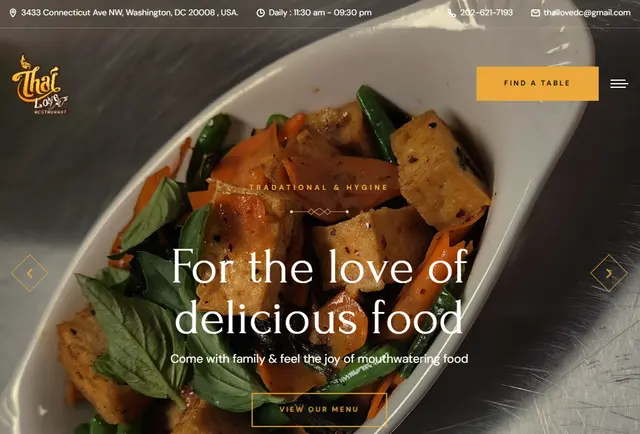 3433 Connecticut Ave NW, Washington, DC 20008 , USA.
Daily : 11:30 am - 09:30 pm
202-621-7193
thailovedc@gmail.com
Thai
Love
RESTAURANT
FIND A TABLE
TRADATIONAL & HYGINE
For the love of
delicious food
Come with family & feel the joy of mouthwatering food
VIEW OUR MENU